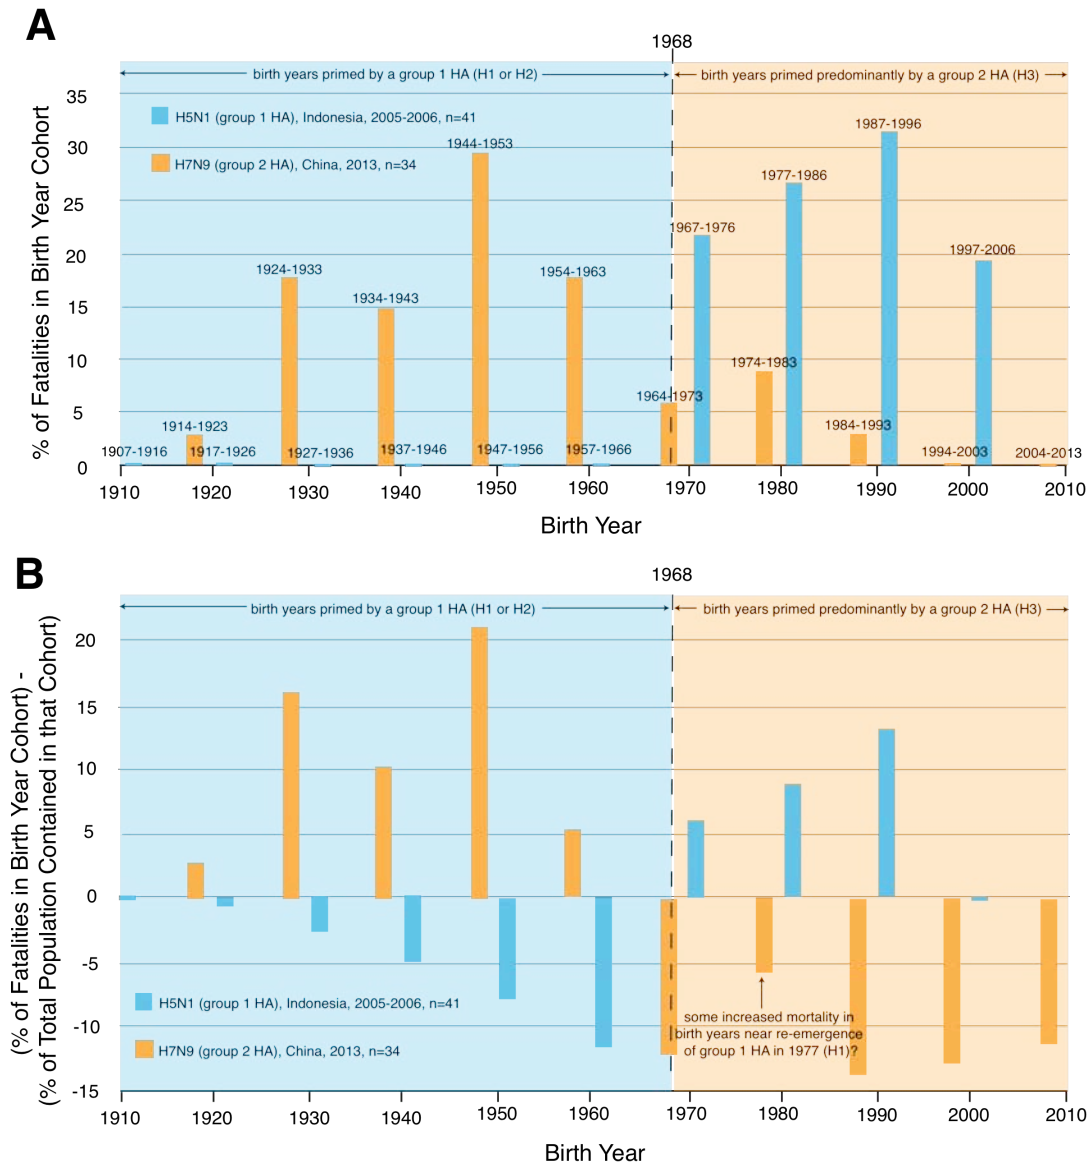 A
1968
birth years primed by a group 1 HA (H1 or H2)
birth years primed predominantly by a group 2 HA (H3)
% of Fatalities in Birth Year Cohort
35
30
25
20
15
10
5
0
H5N1 (group 1 HA), Indonesia, 2005-2006, n=41
H7N9 (group 2 HA), China, 2013, n=34
1907-1916
1914-1923
1917-1926
1924-1933
1927-1936
1934-1943
1937-1946
1944-1953
1947-1956
1954-1963
1957-1966
1964-1973
1967-1976
1974-1983
1977-1986
1984-1993
1987-1996
1994-2003
1997-2006
2004-2013
1910 1920 1930 1940 1950 1960 1970 1980 1990 2000 2010
Birth Year
B
1968
birth years primed by a group 1 HA (H1 or H2)
birth years primed predominantly by a group 2 HA (H3)
(% of Fatalities in Birth Year Cohort) -
(% of Total Population Contained in that Cohort)
20
15
10
5
0
-5
-10
-15
H5N1 (group 1 HA), Indonesia, 2005-2006, n=41
H7N9 (group 2 HA), China, 2013, n=34
some increased mortality in
birth years near re-emergence
of group 1 HA in 1977 (H1)?
1910 1920 1930 1940 1950 1960 1970 1980 1990 2000 2010
Birth Year